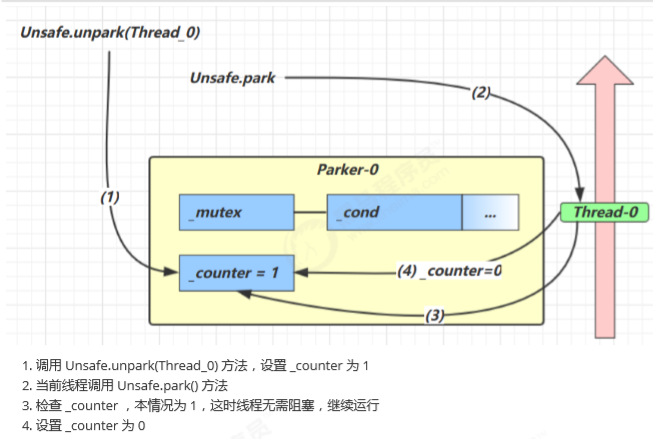 Unsafe.unpark(Thread_0)
Unsafe.park
(2)
Parker-0
(1)
_mutex
_cond
...
Thread-0
_counter = 1
(4) _counter=0
(3)
1. 调用 Unsafe.unpark(Thread_0) 方法，设置 _counter 为 1
2. 当前线程调用 Unsafe.park() 方法
3. 检查 _counter ，本情况为 1，这时线程无需阻塞，继续运行
4. 设置 _counter 为 0